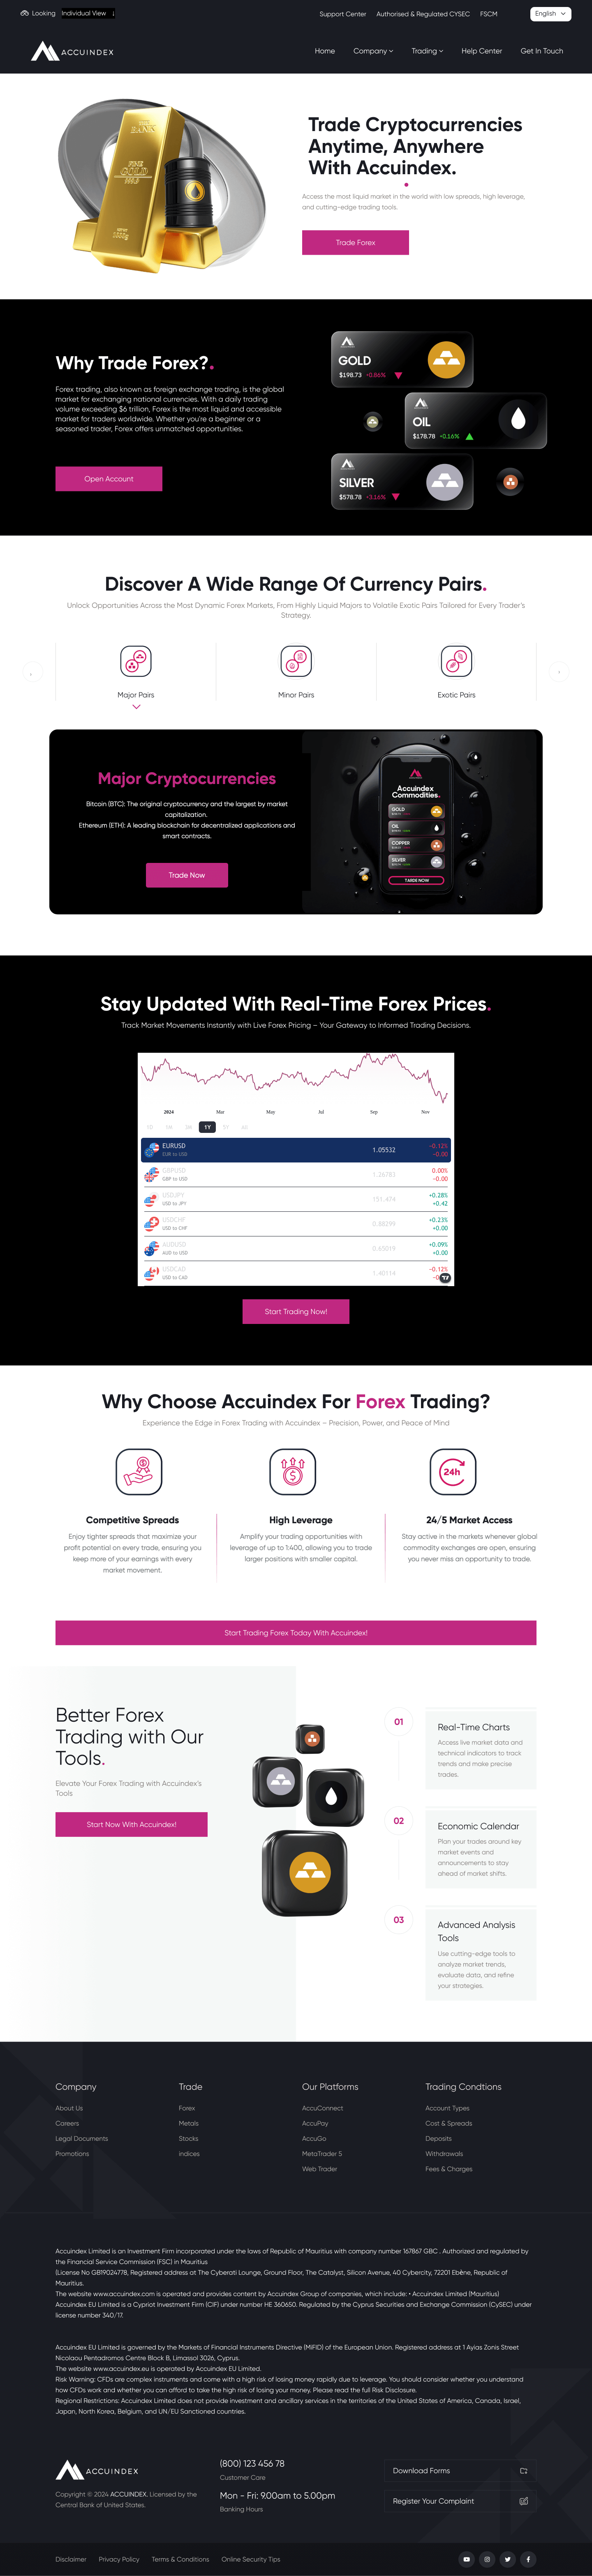 Looking Individual View ↓
Support Center Authorised & Regulated CYSEC FSCM
English
ACCUINDEX
Home Company Trading Help Center Get In Touch
Trade Cryptocurrencies
Anytime, Anywhere
With Accuindex.
Access the most liquid market in the world with low spreads, high leverage,
and cutting-edge trading tools.
Trade Forex
Why Trade Forex?.
Forex trading, also known as foreign exchange trading, is the global
market for exchanging national currencies. With a daily trading
volume exceeding $6 trillion, Forex is the most liquid and accessible
market for traders worldwide. Whether you're a beginner or a
seasoned trader, Forex offers unmatched opportunities.
Open Account
GOLD
$198.73 +0.86%
OIL
$178.78 +0.16%
SILVER
$578.78 +3.16%
Discover A Wide Range Of Currency Pairs.
Unlock Opportunities Across the Most Dynamic Forex Markets, From Highly Liquid Majors to Volatile Exotic Pairs Tailored for Every Trader's
Strategy.
Major Pairs
Minor Pairs
Exotic Pairs
Major Cryptocurrencies
Bitcoin (BTC): The original cryptocurrency and the largest by market
capitalization.
Ethereum (ETH): A leading blockchain for decentralized applications and
smart contracts.
Trade Now
Accuindex
Commodities.
GOLD
OIL
COPPER
SILVER
TARDE NOW
Stay Updated With Real-Time Forex Prices.
Track Market Movements Instantly with Live Forex Pricing – Your Gateway to Informed Trading Decisions.
2024 Mar May Jul Sep Nov
1Y
EURUSD 1.05532 −0.12%
EUR to USD −0.00
GBPUSD 1.26783 0.00%
GBP to USD −0.00
USDJPY 151.474 +0.28%
USD to JPY +0.42
USDCHF 0.88299 +0.23%
USD to CHF +0.00
AUDUSD 0.65019 +0.09%
AUD to USD +0.00
USDCAD 1.40114 −0.12%
USD to CAD
Start Trading Now!
Why Choose Accuindex For Forex Trading?
Experience the Edge in Forex Trading with Accuindex – Precision, Power, and Peace of Mind
24h
Competitive Spreads
Enjoy tighter spreads that maximize your
profit potential on every trade, ensuring you
keep more of your earnings with every
market movement.
High Leverage
Amplify your trading opportunities with
leverage of up to 1:400, allowing you to trade
larger positions with smaller capital.
24/5 Market Access
Stay active in the markets whenever global
commodity exchanges are open, ensuring
you never miss an opportunity to trade.
Start Trading Forex Today With Accuindex!
Better Forex
Trading with Our
Tools.
Elevate Your Forex Trading with Accuindex's
Tools
Start Now With Accuindex!
01
Real-Time Charts
Access live market data and
technical indicators to track
trends and make precise
trades.
02
Economic Calendar
Plan your trades around key
market events and
announcements to stay
ahead of market shifts.
03
Advanced Analysis
Tools
Use cutting-edge tools to
analyze market trends,
evaluate data, and refine
your strategies.
Company
About Us
Careers
Legal Documents
Promotions
Trade
Forex
Metals
Stocks
indices
Our Platforms
AccuConnect
AccuPay
AccuGo
MetaTrader 5
Web Trader
Trading Condtions
Account Types
Cost & Spreads
Deposits
Withdrawals
Fees & Charges
Accuindex Limited is an Investment Firm incorporated under the laws of Republic of Mauritius with company number 167867 GBC . Authorized and regulated by
the Financial Service Commission (FSC) in Mauritius
(License No GB19024778, Registered address at The Cyberati Lounge, Ground Floor, The Catalyst, Silicon Avenue, 40 Cybercity, 72201 Ebène, Republic of
Mauritius.
The website www.accuindex.com is operated and provides content by Accuindex Group of companies, which include: • Accuindex Limited (Mauritius)
Accuindex EU Limited is a Cypriot Investment Firm (CIF) under number HE 360650. Regulated by the Cyprus Securities and Exchange Commission (CySEC) under
license number 340/17.
Accuindex EU Limited is governed by the Markets of Financial Instruments Directive (MiFID) of the European Union. Registered address at 1 Ayias Zonis Street
Nicolaou Pentadromos Centre Block B, Limassol 3026, Cyprus.
The website www.accuindex.eu is operated by Accuindex EU Limited.
Risk Warning: CFDs are complex instruments and come with a high risk of losing money rapidly due to leverage. You should consider whether you understand
how CFDs work and whether you can afford to take the high risk of losing your money. Please read the full Risk Disclosure.
Regional Restrictions: Accuindex Limited does not provide investment and ancillary services in the territories of the United States of America, Canada, Israel,
Japan, North Korea, Belgium, and UN/EU Sanctioned countries.
ACCUINDEX
Copyright © 2024 ACCUINDEX. Licensed by the
Central Bank of United States.
(800) 123 456 78
Customer Care
Mon - Fri: 9.00am to 5.00pm
Banking Hours
Download Forms
Register Your Complaint
Disclaimer Privacy Policy Terms & Conditions Online Security Tips